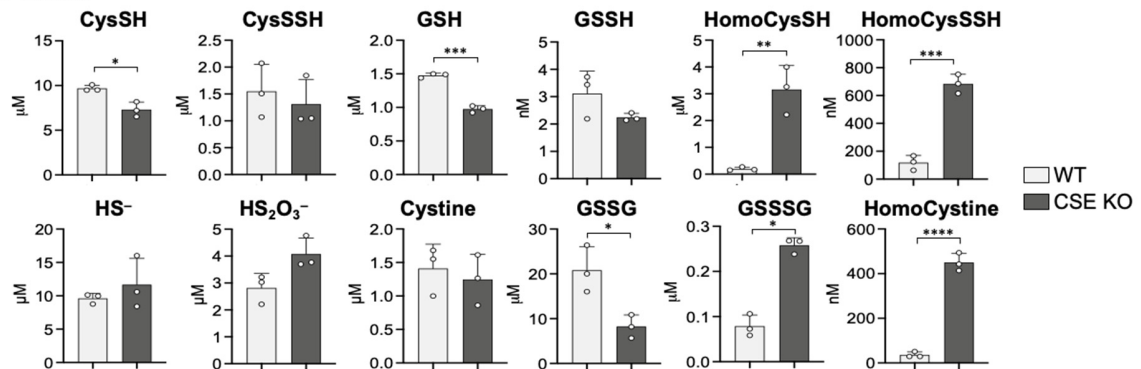 CysSH CysSSH GSH GSSH HomoCysSH HomoCysSSH
* *** ** ***
15 2.5 2.0 5 5 1000
10 2.0 1.5 4 4 800
5 1.5 1.0 3 3 600
0 1.0 0.5 2 2 400
0.5 0.0 1 1 200
0.0 0 0 0
μM μM μM nM μM nM
WT
CSE KO
HS⁻ HS₂O₃⁻ Cystine GSSG GSSSG HomoCystine
* * ****
20 5 2.0 30 0.3 600
15 4 1.5 20 0.2 400
10 3 1.0 10 0.1 200
5 2 0.5 0 0.0 0
0 1 0.0
0
μM μM μM nM μM nM